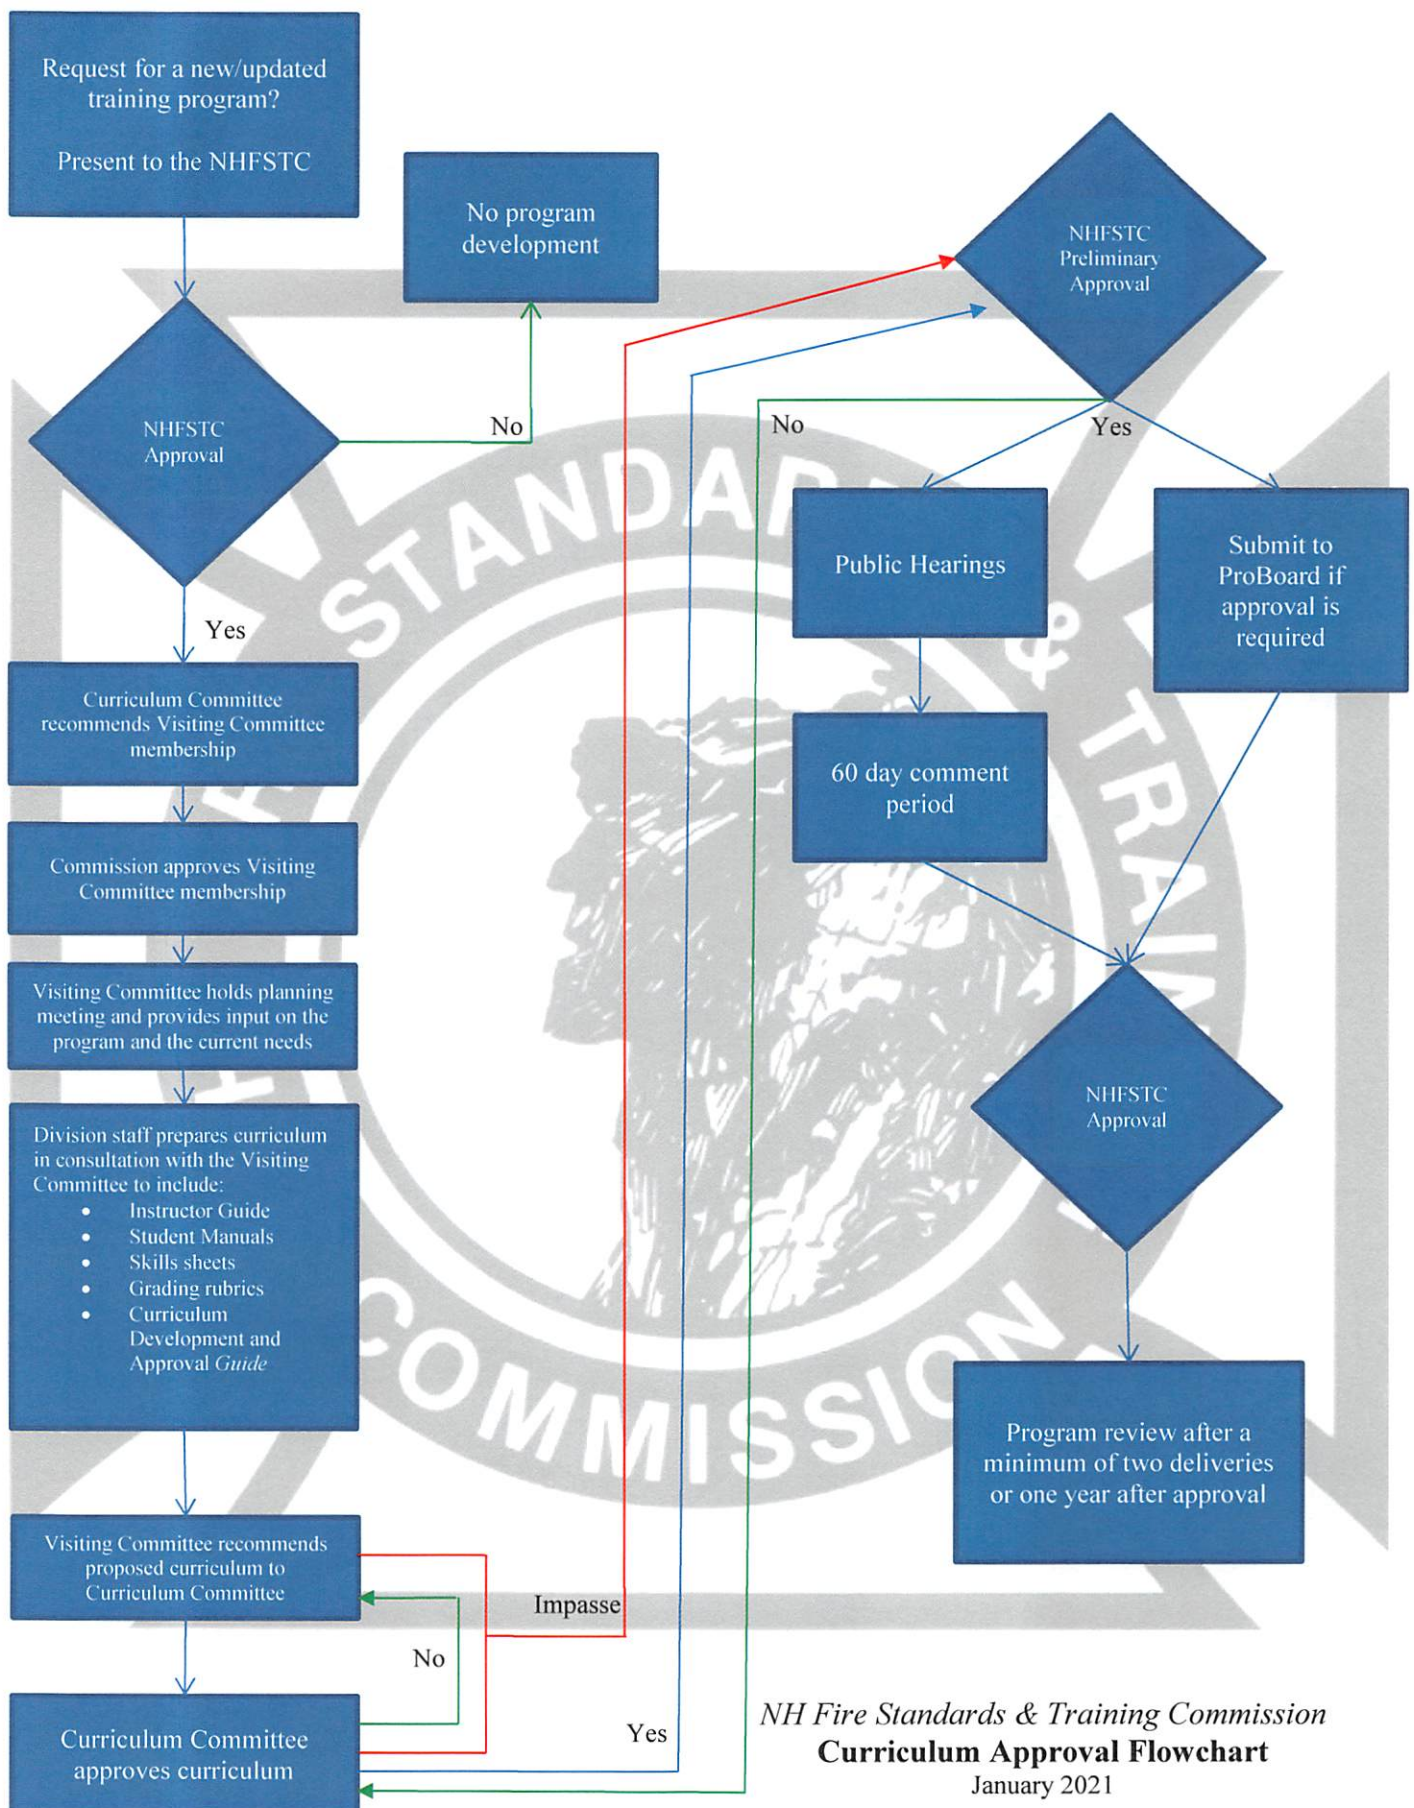 Request for a new/updated
training program?
Present to the NHFSTC
No program
development
NHFSTC
Preliminary
Approval
NHFSTC
Approval
No
No
Yes
Public Hearings
Submit to
ProBoard if
approval is
required
Yes
Curriculum Committee
recommends Visiting Committee
membership
60 day comment
period
Commission approves Visiting
Committee membership
Visiting Committee holds planning
meeting and provides input on the
program and the current needs
NHFSTC
Approval
Division staff prepares curriculum
in consultation with the Visiting
Committee to include:
• Instructor Guide
• Student Manuals
• Skills sheets
• Grading rubrics
• Curriculum
Development and
Approval Guide
Program review after a
minimum of two deliveries
or one year after approval
Visiting Committee recommends
proposed curriculum to
Curriculum Committee
Impasse
No
Curriculum Committee
approves curriculum
Yes
NH Fire Standards & Training Commission
Curriculum Approval Flowchart
January 2021
COMMISSION